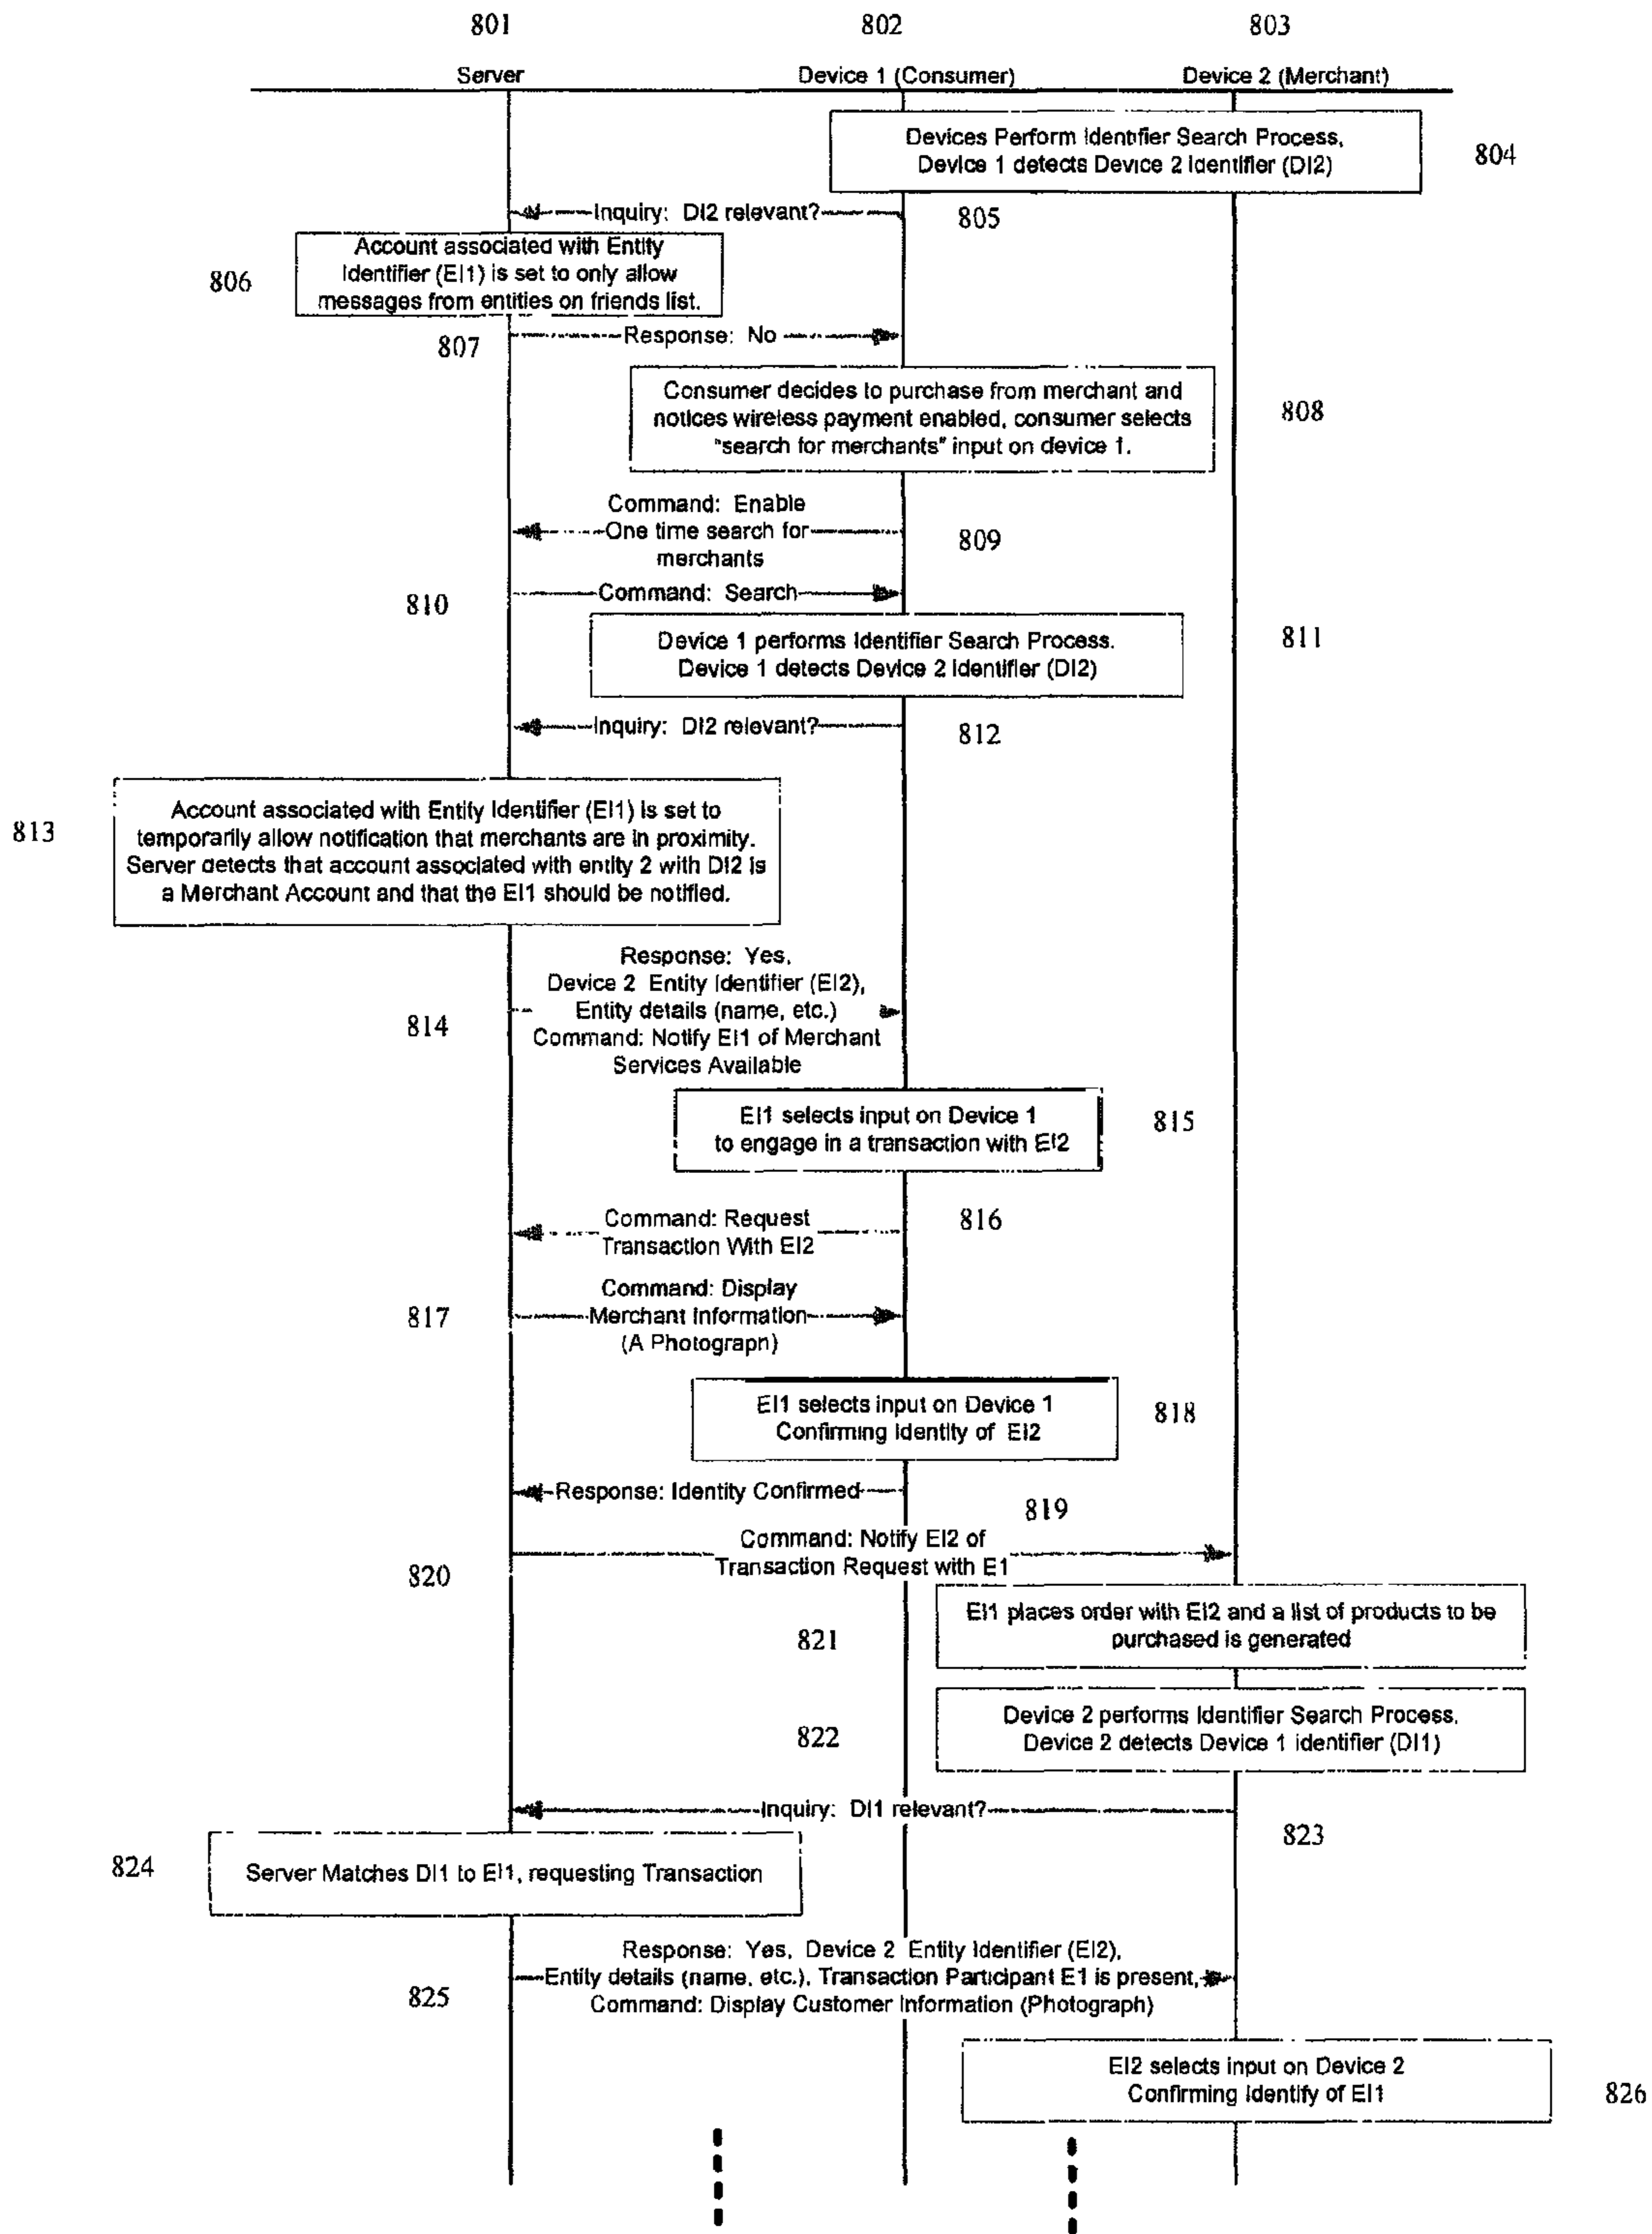 801
802
803
Server
Device 1 (Consumer)
Device 2 (Merchant)
Devices Perform Identifier Search Process,
Device 1 detects Device 2 Identifier (DI2)
804
Inquiry: DI2 relevant?
805
Account associated with Entity
Identifier (EI1) is set to only allow
messages from entities on friends list.
806
807
Response: No
Consumer decides to purchase from merchant and
notices wireless payment enabled, consumer selects
"search for merchants" input on device 1.
808
Command: Enable
One time search for
merchants
809
810
Command: Search
Device 1 performs Identifier Search Process.
Device 1 detects Device 2 Identifier (DI2)
811
Inquiry: DI2 relevant?
812
813
Account associated with Entity Identifier (EI1) is set to
temporarily allow notification that merchants are in proximity.
Server detects that account associated with entity 2 with DI2 is
a Merchant Account and that the EI1 should be notified.
Response: Yes,
Device 2 Entity Identifier (EI2),
Entity details (name, etc.)
Command: Notify EI1 of Merchant
Services Available
814
EI1 selects input on Device 1
to engage in a transaction with EI2
815
Command: Request
Transaction With EI2
816
Command: Display
Merchant Information
(A Photograph)
817
EI1 selects input on Device 1
Confirming Identity of EI2
818
Response: Identity Confirmed
819
Command: Notify EI2 of
Transaction Request with E1
820
EI1 places order with EI2 and a list of products to be
purchased is generated
821
Device 2 performs Identifier Search Process,
Device 2 detects Device 1 identifier (DI1)
822
Inquiry: DI1 relevant?
823
824
Server Matches DI1 to EI1, requesting Transaction
Response: Yes, Device 2 Entity Identifier (EI2),
Entity details (name, etc.), Transaction Participant E1 is present,
Command: Display Customer Information (Photograph)
825
EI2 selects input on Device 2
Confirming Identify of EI1
826